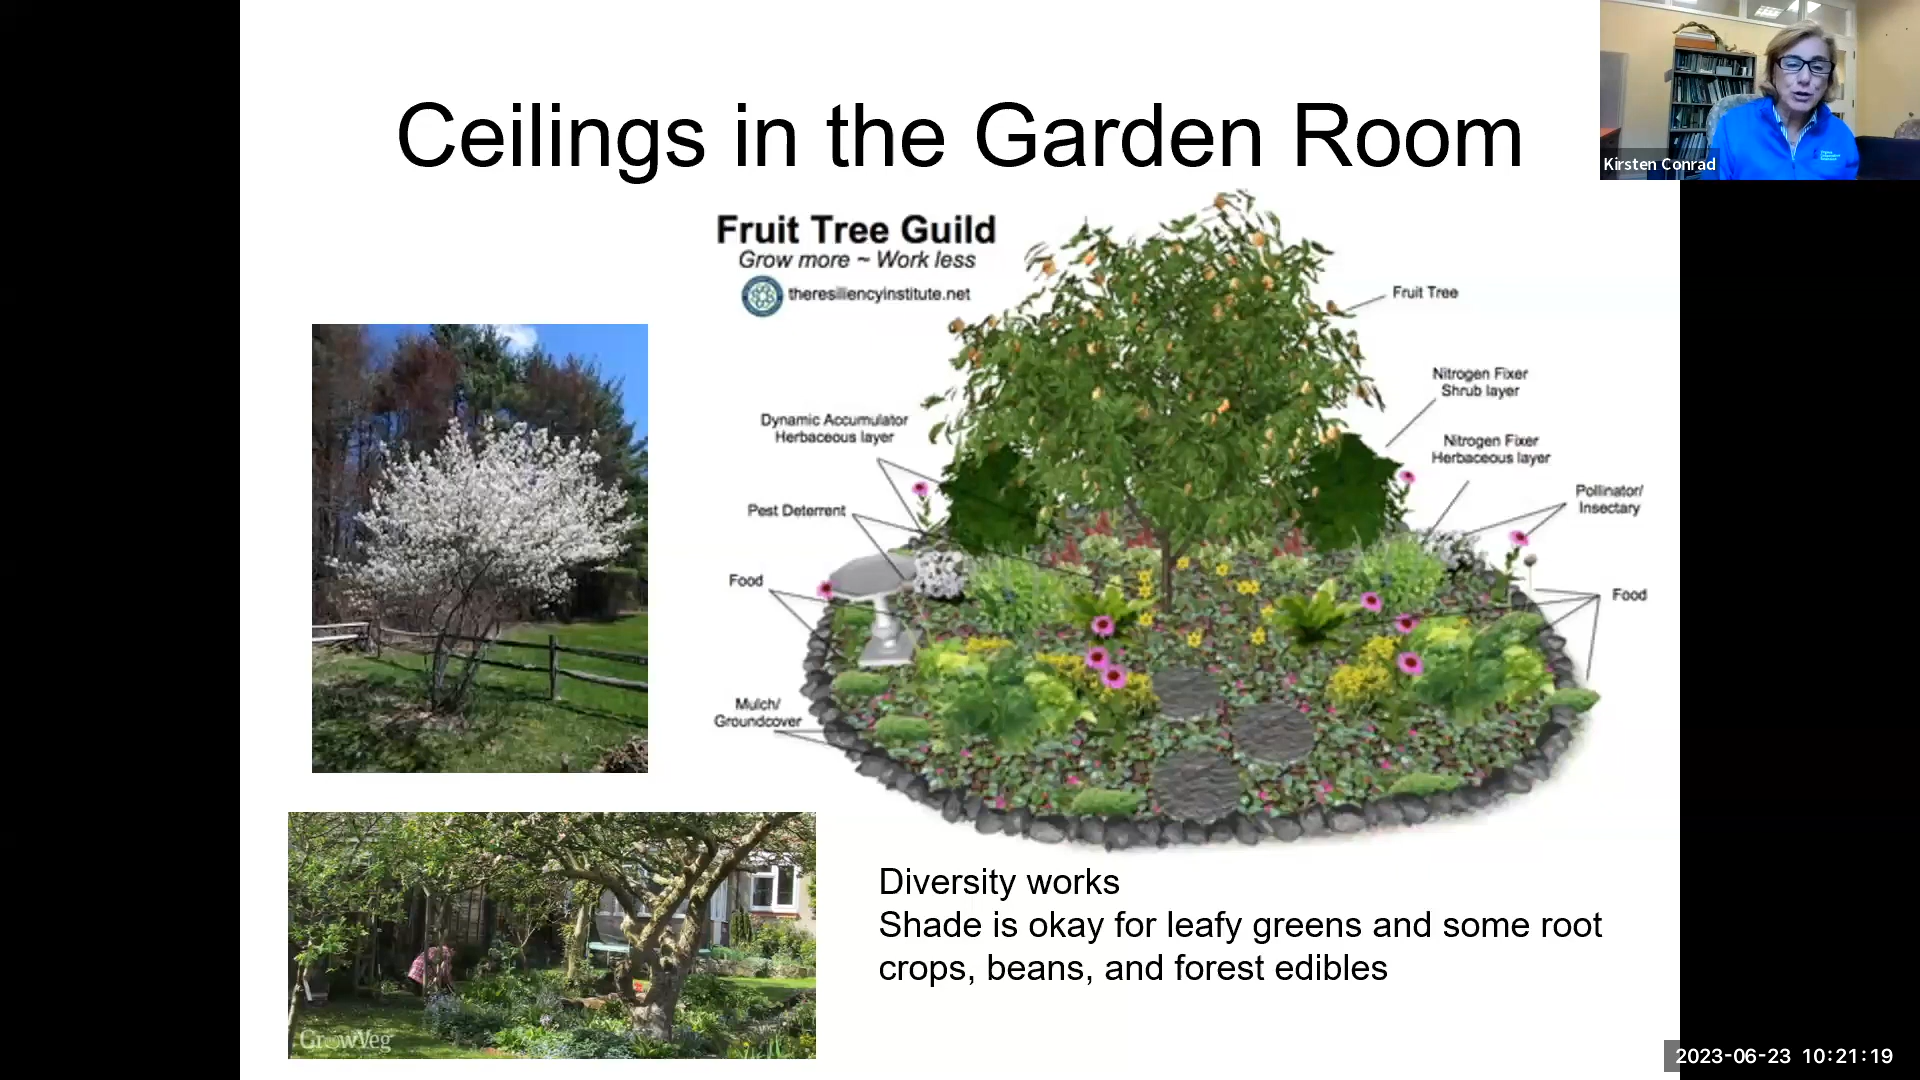 Ceilings in the Garden Room
Kirsten Conrad
Fruit Tree Guild
Grow more ~ Work less
theresiliencyinstitute.net
Fruit Tree
Nitrogen Fixer
Shrub layer
Dynamic Accumulator
Herbaceous layer
Nitrogen Fixer
Herbaceous layer
Pollinator/
Insectary
Pest Deterrent
Food
Food
Mulch/
Groundcover
GrowVeg
Diversity works
Shade is okay for leafy greens and some root
crops, beans, and forest edibles
2023-06-23 10:21:19